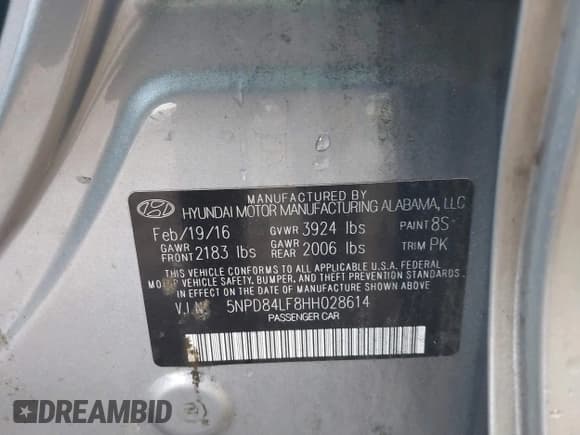 MANUFACTURED BY
HYUNDAI MOTOR MANUFACTURING ALABAMA, LLC
Feb/19/16 GVWR 3924 lbs PAINT 8S
GAWR FRONT 2183 lbs GAWR REAR 2006 lbs TRIM PK
THIS VEHICLE CONFORMS TO ALL APPLICABLE U.S.A. FEDERAL
MOTOR VEHICLE SAFETY, BUMPER, AND THEFT PREVENTION STANDARDS
IN EFFECT ON THE DATE OF MANUFACTURE SHOWN ABOVE.
V.I.N 5NPD84LF8HH028614
PASSENGER CAR
DREAMBID